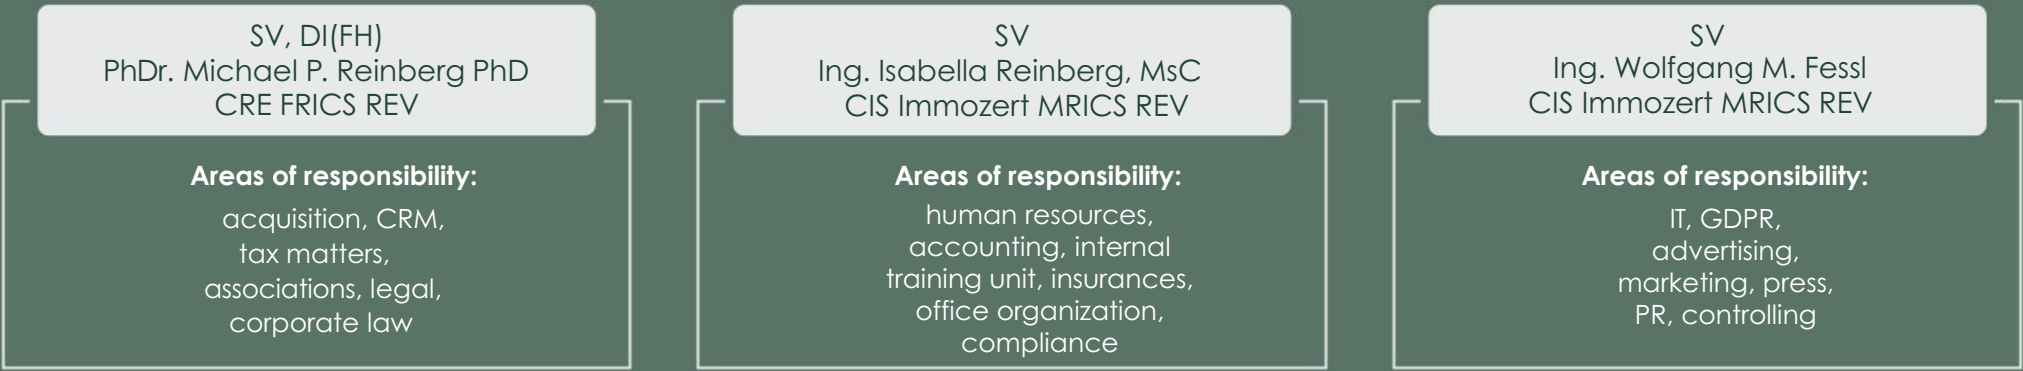 SV, DI(FH)
PhDr. Michael P. Reinberg PhD
CRE FRICS REV
Areas of responsibility:
acquisition, CRM,
tax matters,
associations, legal,
corporate law
SV
Ing. Isabella Reinberg, MsC
CIS Immozert MRICS REV
Areas of responsibility:
human resources,
accounting, internal
training unit, insurances,
office organization,
compliance
SV
Ing. Wolfgang M. Fessl
CIS Immozert MRICS REV
Areas of responsibility:
IT, GDPR,
advertising,
marketing, press,
PR, controlling